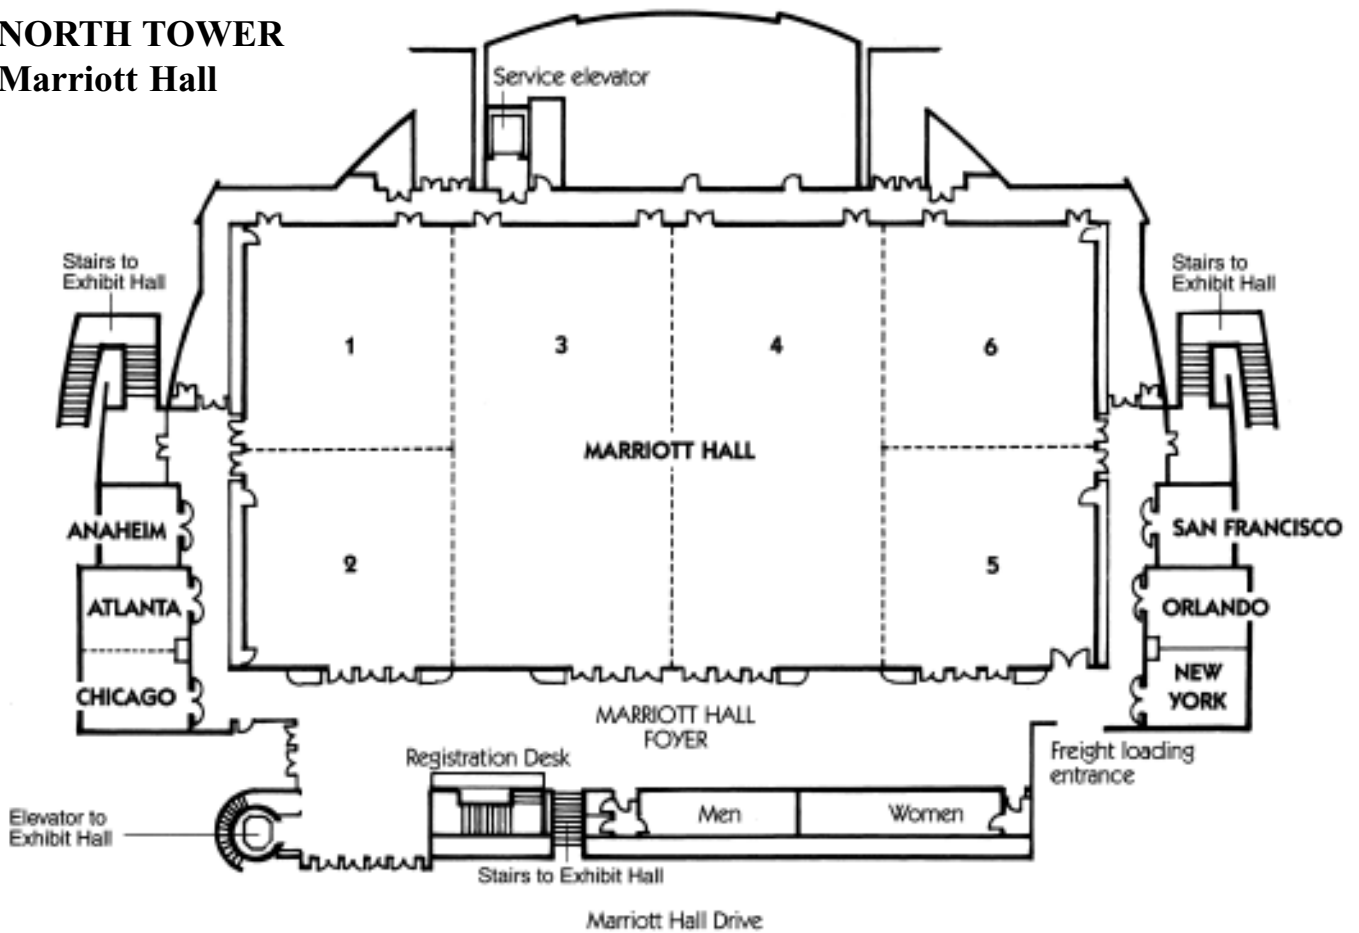 NORTH TOWER
Marriott Hall
Service elevator
Stairs to
Exhibit Hall
Stairs to
Exhibit Hall
1
3
4
6
MARRIOTT HALL
ANAHEIM
SAN FRANCISCO
2
5
ATLANTA
ORLANDO
CHICAGO
NEW
YORK
MARRIOTT HALL
FOYER
Registration Desk
Freight loading
entrance
Elevator to
Exhibit Hall
Men
Women
Stairs to Exhibit Hall
Marriott Hall Drive